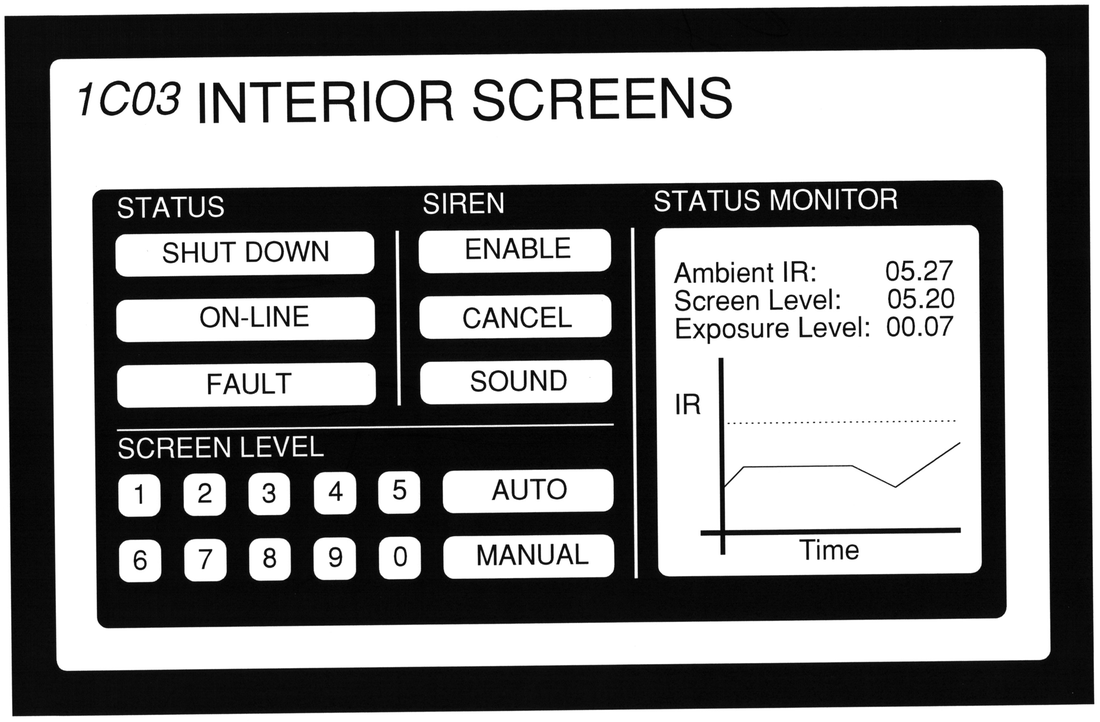 1C03 INTERIOR SCREENS
STATUS
SHUT DOWN
ON-LINE
FAULT
SIREN
ENABLE
CANCEL
SOUND
SCREEN LEVEL
1 2 3 4 5 AUTO
6 7 8 9 0 MANUAL
STATUS MONITOR
Ambient IR: 05.27
Screen Level: 05.20
Exposure Level: 00.07
IR
Time